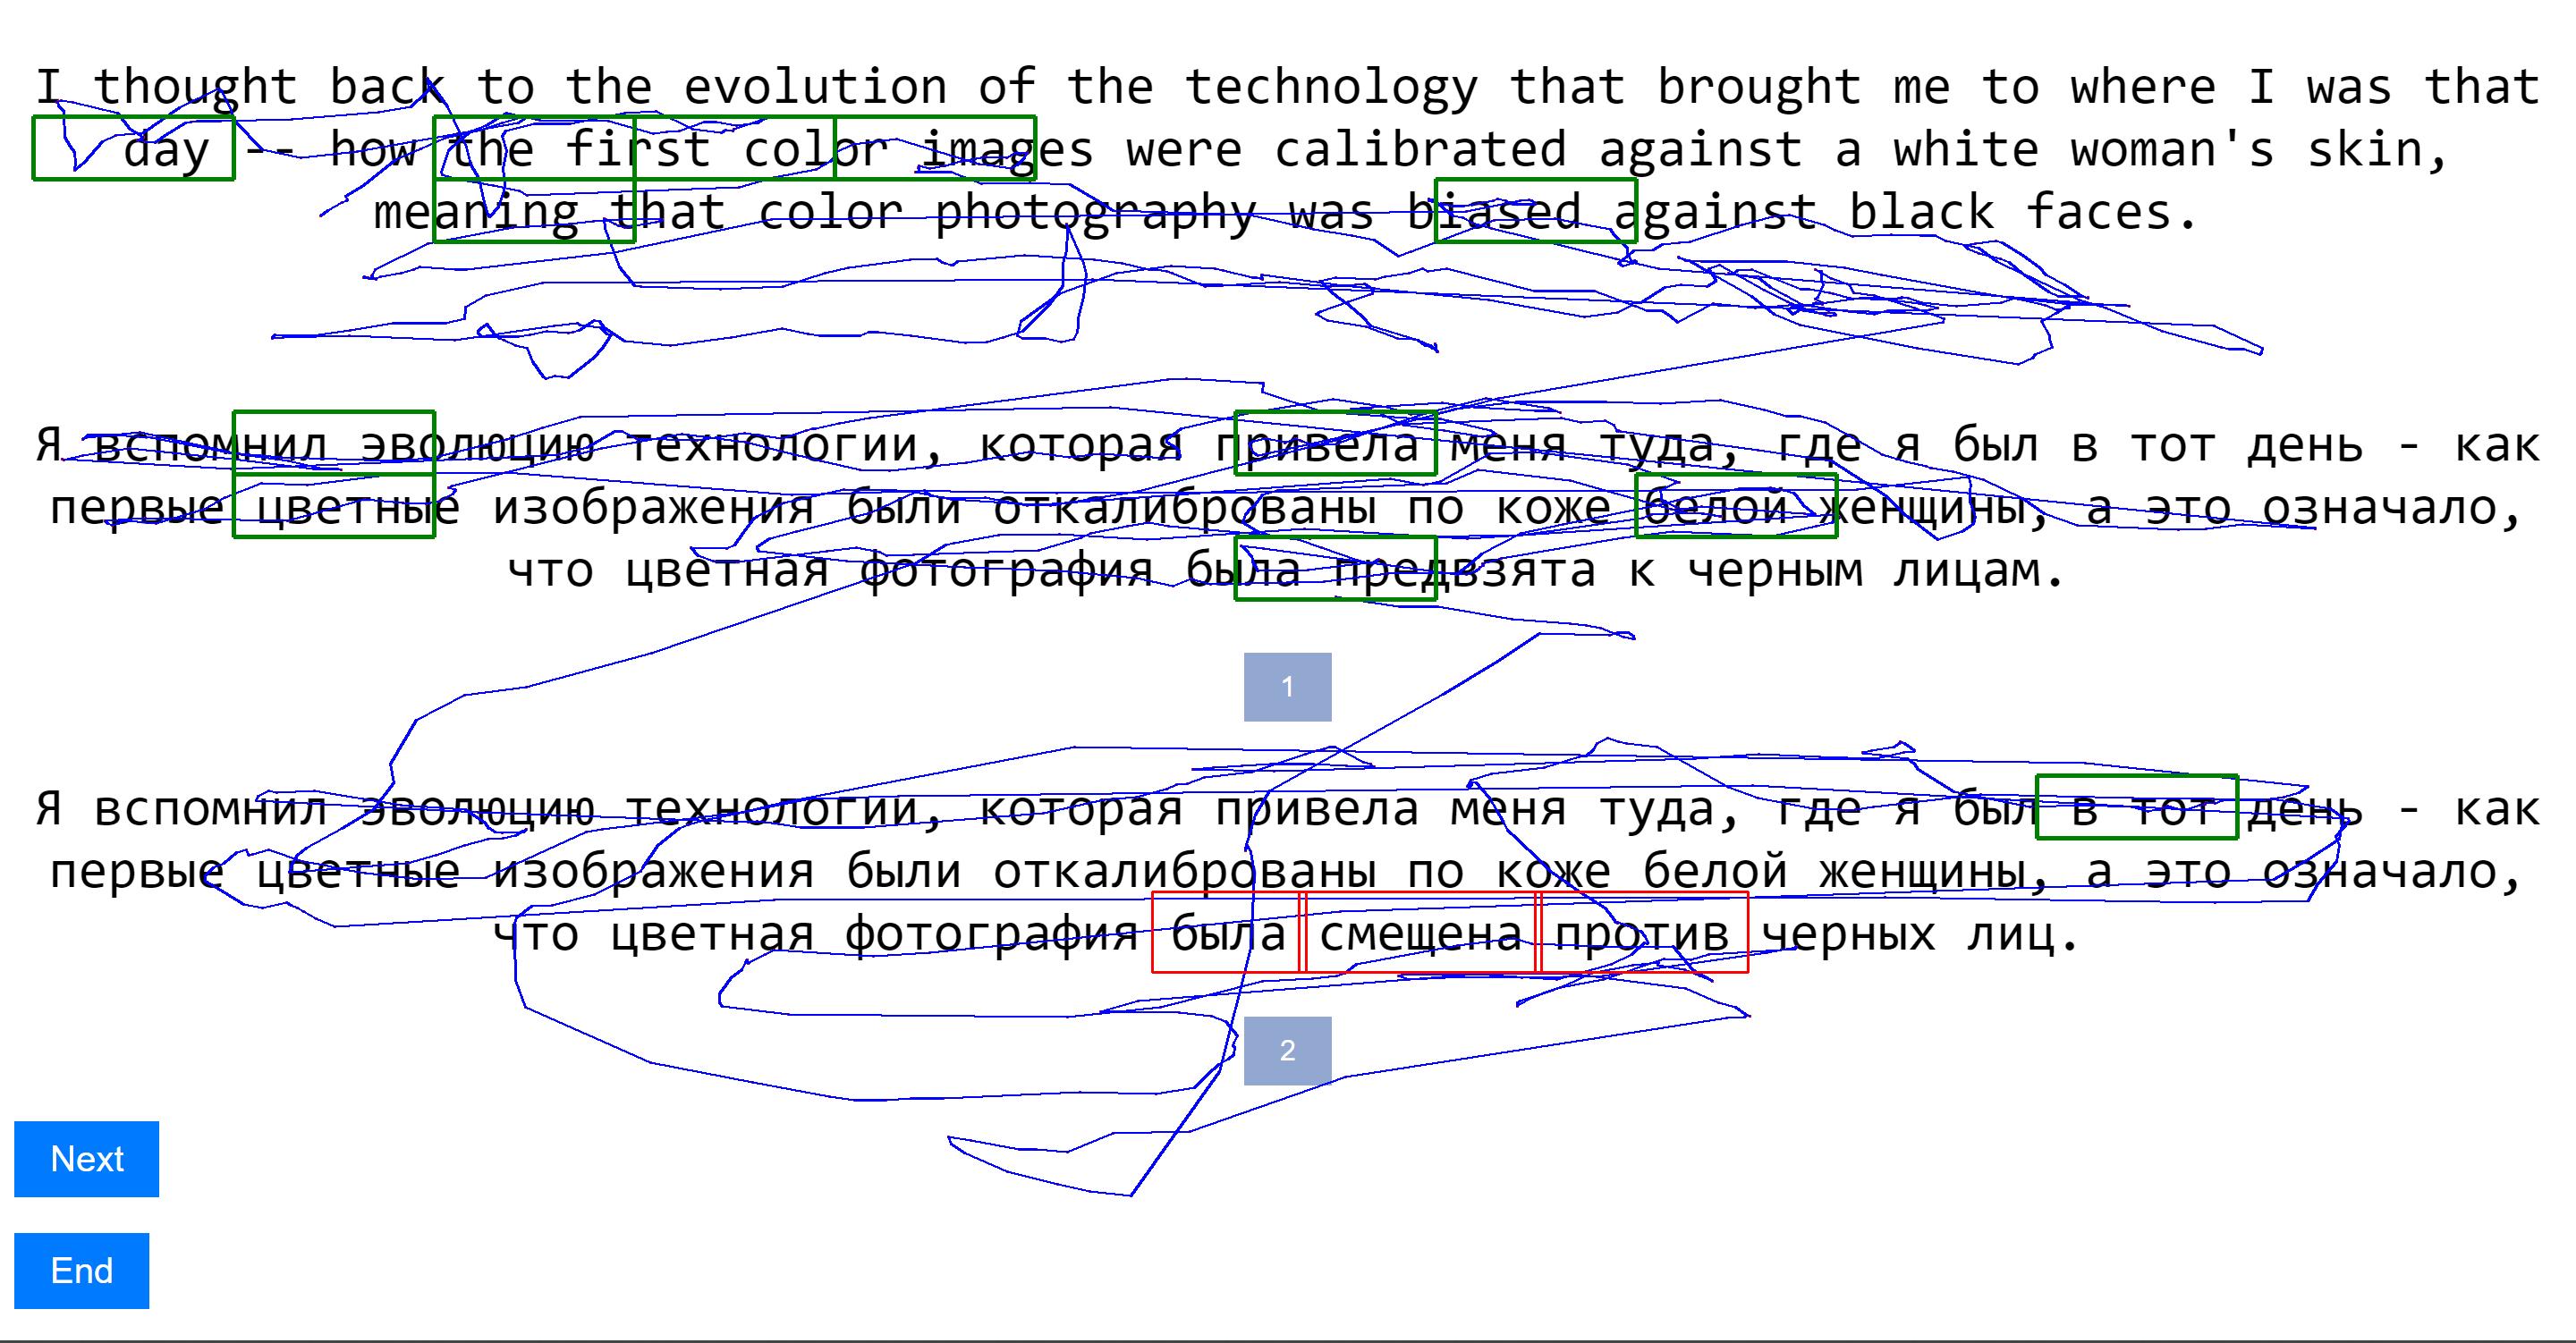 I thought back to the evolution of the technology that brought me to where I was that
day -- how the first color images were calibrated against a white woman's skin,
meaning that color photography was biased against black faces.
Я вспомнил эволюцию технологии, которая привела меня туда, где я был в тот день - как
первые цветные изображения были откалиброваны по коже белой женщины, а это означало,
что цветная фотография была предвзята к черным лицам.
1
Я вспомнил эволюцию технологии, которая привела меня туда, где я был в тот день - как
первые цветные изображения были откалиброваны по коже белой женщины, а это означало,
что цветная фотография была смещена против черных лиц.
2
Next
End